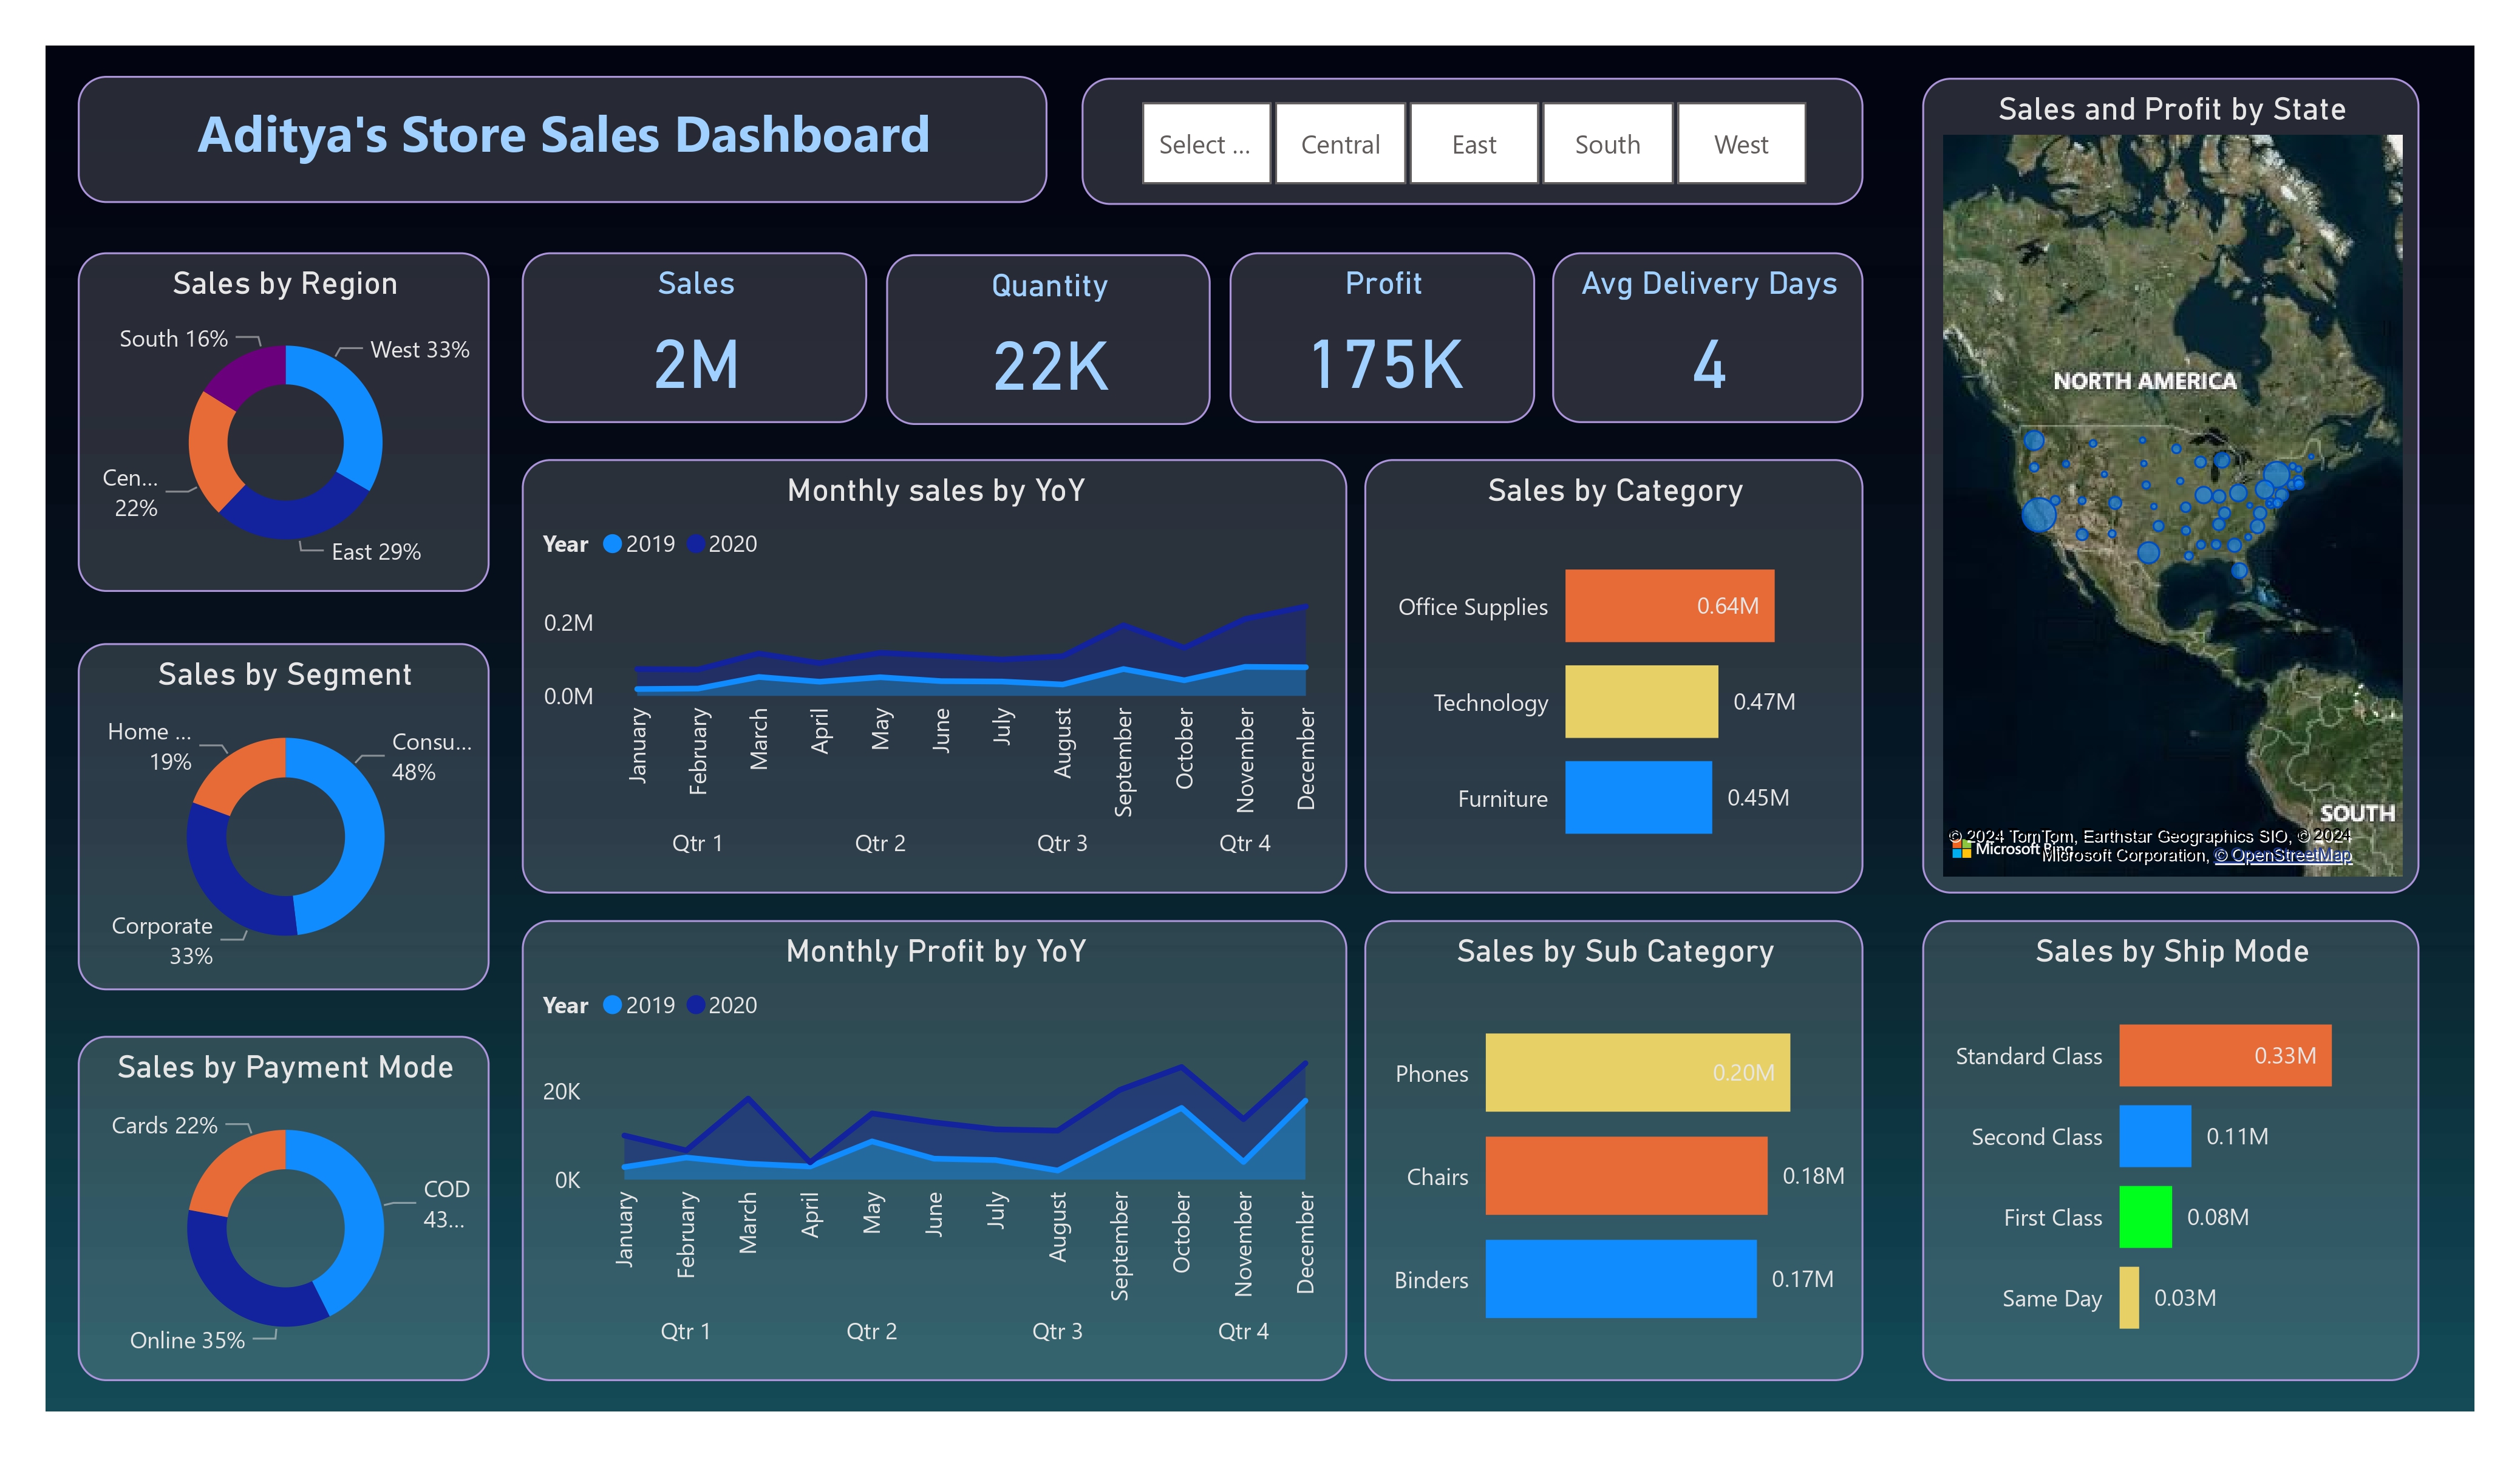 Aditya's Store Sales Dashboard
Select ...
Central
East
South
West
Sales and Profit by State
NORTH AMERICA
SOUTH
© 2024 TomTom, Earthstar Geographics SIO, © 2024
Microsoft Bing
Microsoft Corporation, © OpenStreetMap
Sales by Region
South 16%
West 33%
Cen...
22%
East 29%
Sales
2M
Quantity
22K
Profit
175K
Avg Delivery Days
4
Monthly sales by YoY
Year 2019 2020
0.2M
0.0M
January
February
March
April
May
June
July
August
September
October
November
December
Qtr 1
Qtr 2
Qtr 3
Qtr 4
Sales by Category
Office Supplies 0.64M
Technology 0.47M
Furniture 0.45M
Sales by Segment
Home ...
19%
Consu...
48%
Corporate
33%
Sales by Payment Mode
Cards 22%
COD
43...
Online 35%
Monthly Profit by YoY
Year 2019 2020
20K
0K
January
February
March
April
May
June
July
August
September
October
November
December
Qtr 1
Qtr 2
Qtr 3
Qtr 4
Sales by Sub Category
Phones 0.20M
Chairs 0.18M
Binders 0.17M
Sales by Ship Mode
Standard Class 0.33M
Second Class 0.11M
First Class 0.08M
Same Day 0.03M